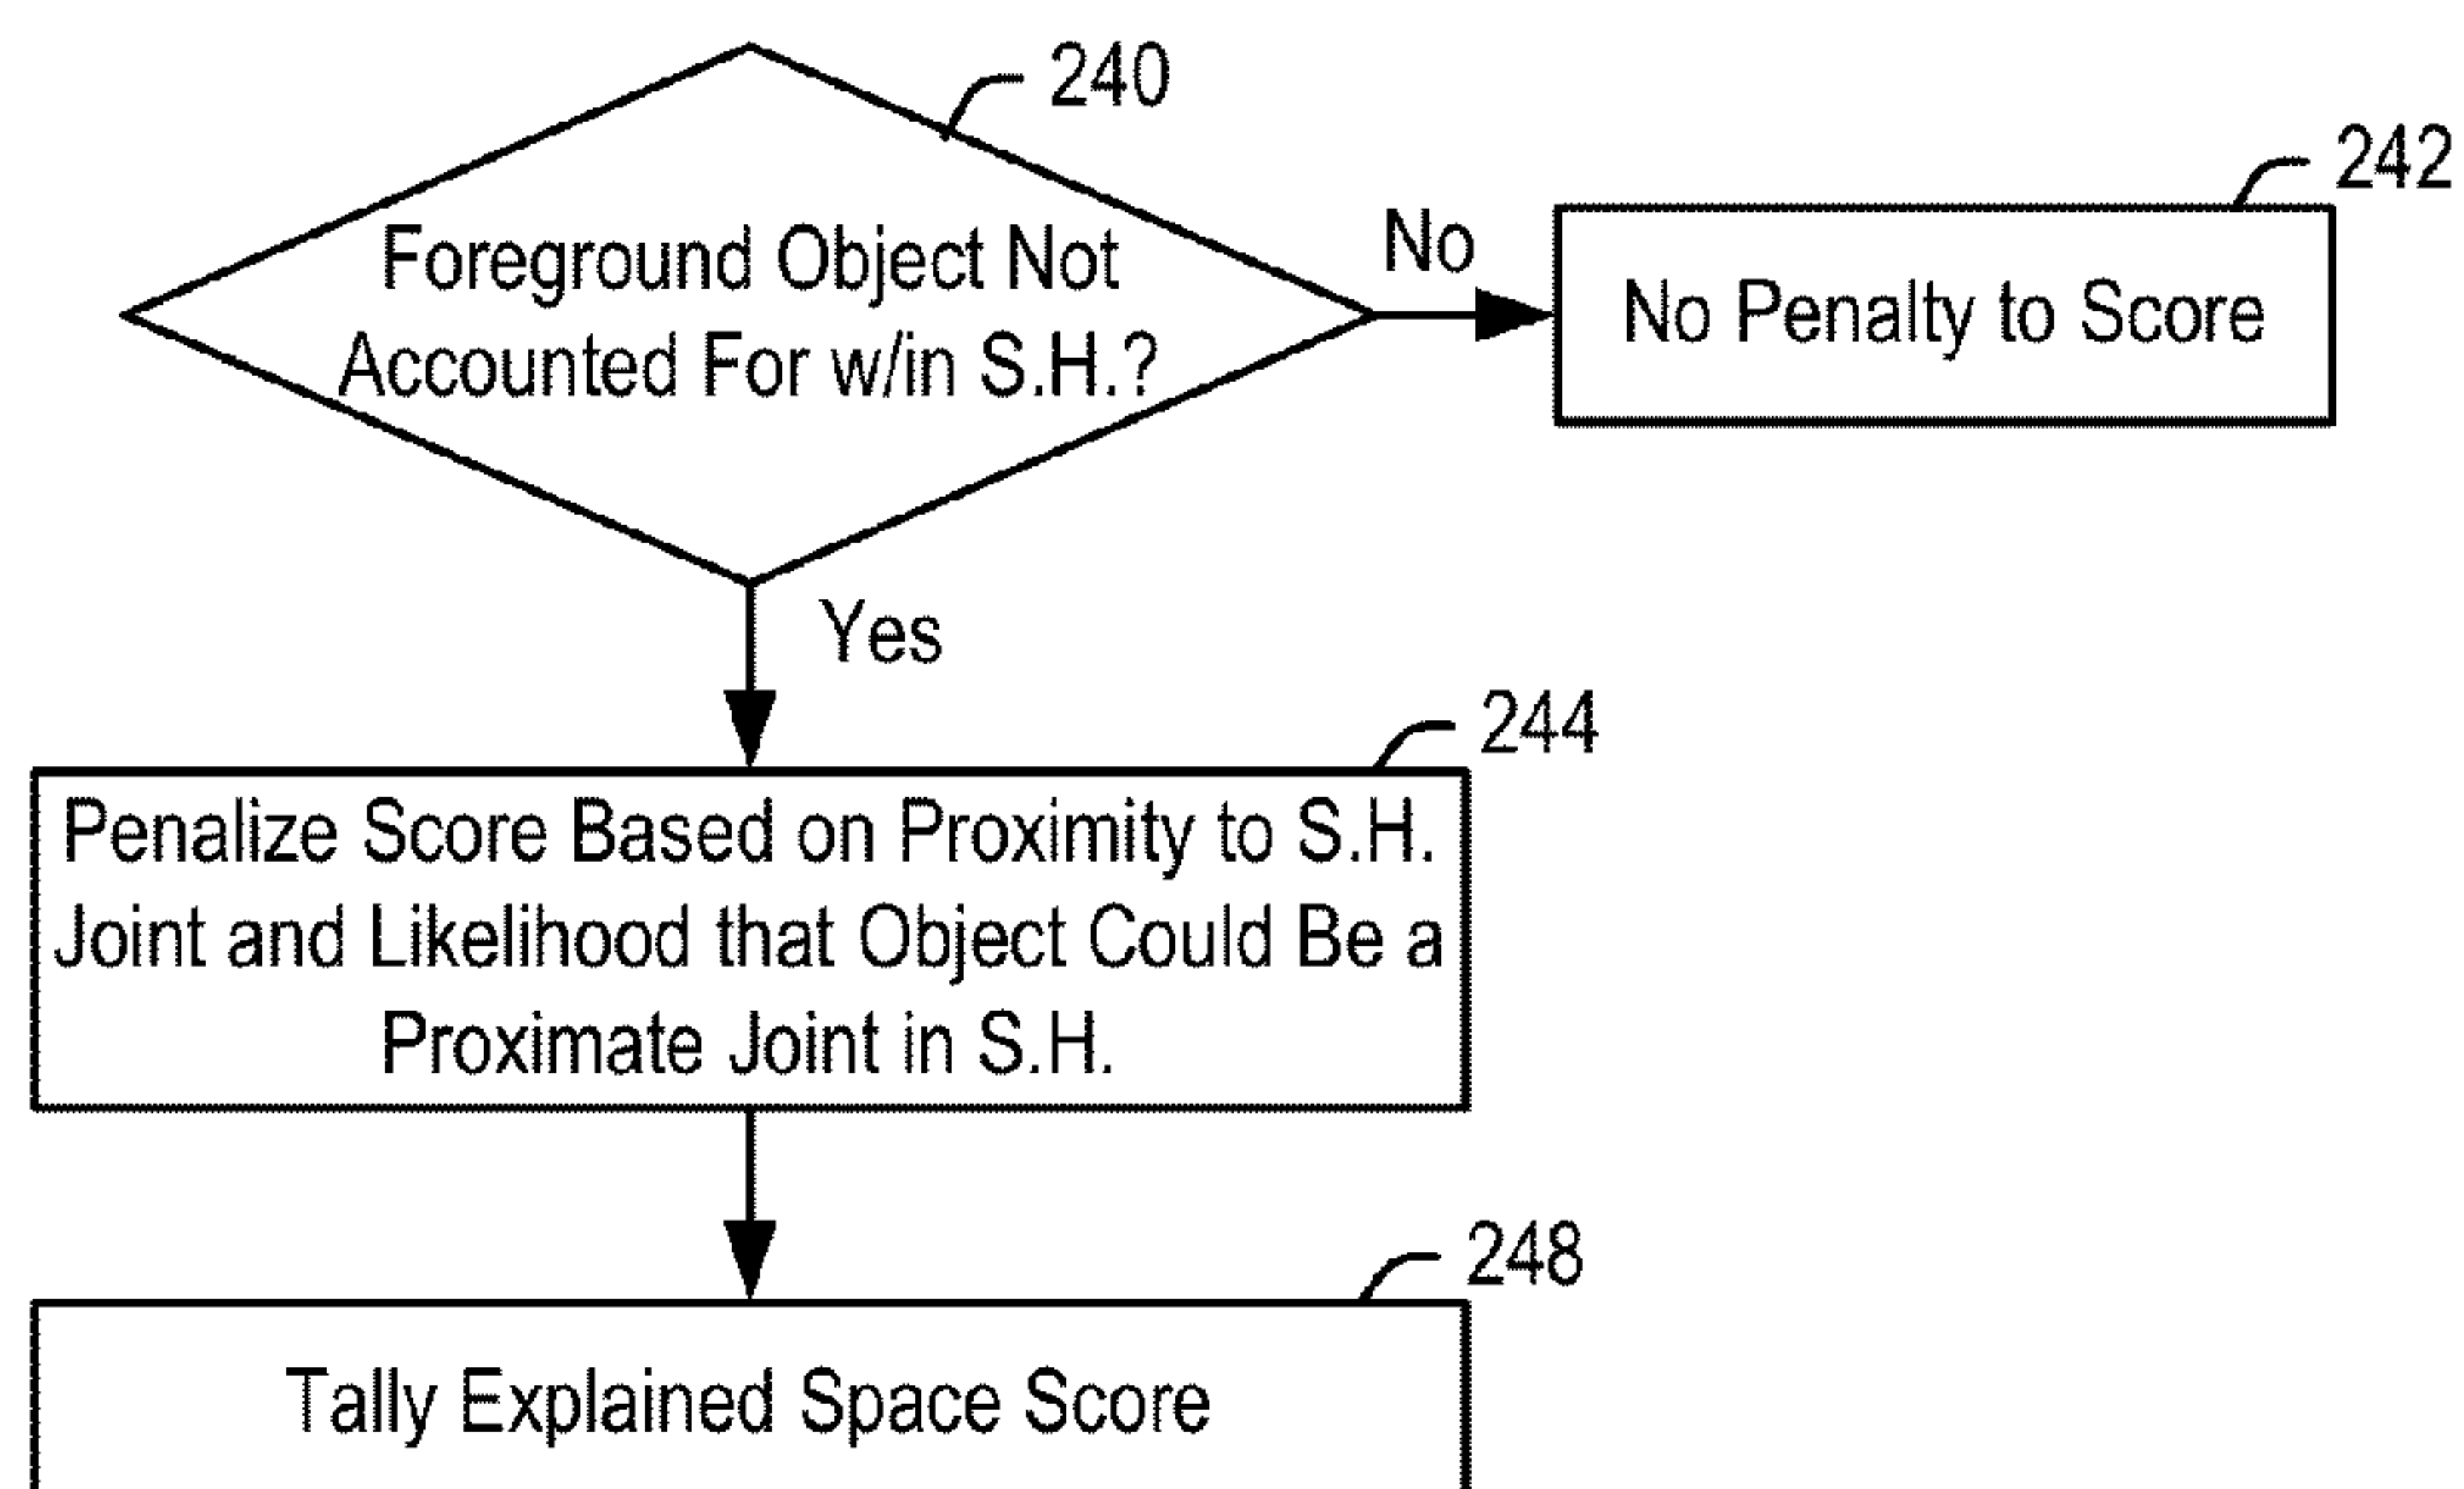 240
Foreground Object Not
Accounted For w/in S.H.?
No
242
No Penalty to Score
Yes
244
Penalize Score Based on Proximity to S.H.
Joint and Likelihood that Object Could Be a
Proximate Joint in S.H.
248
Tally Explained Space Score